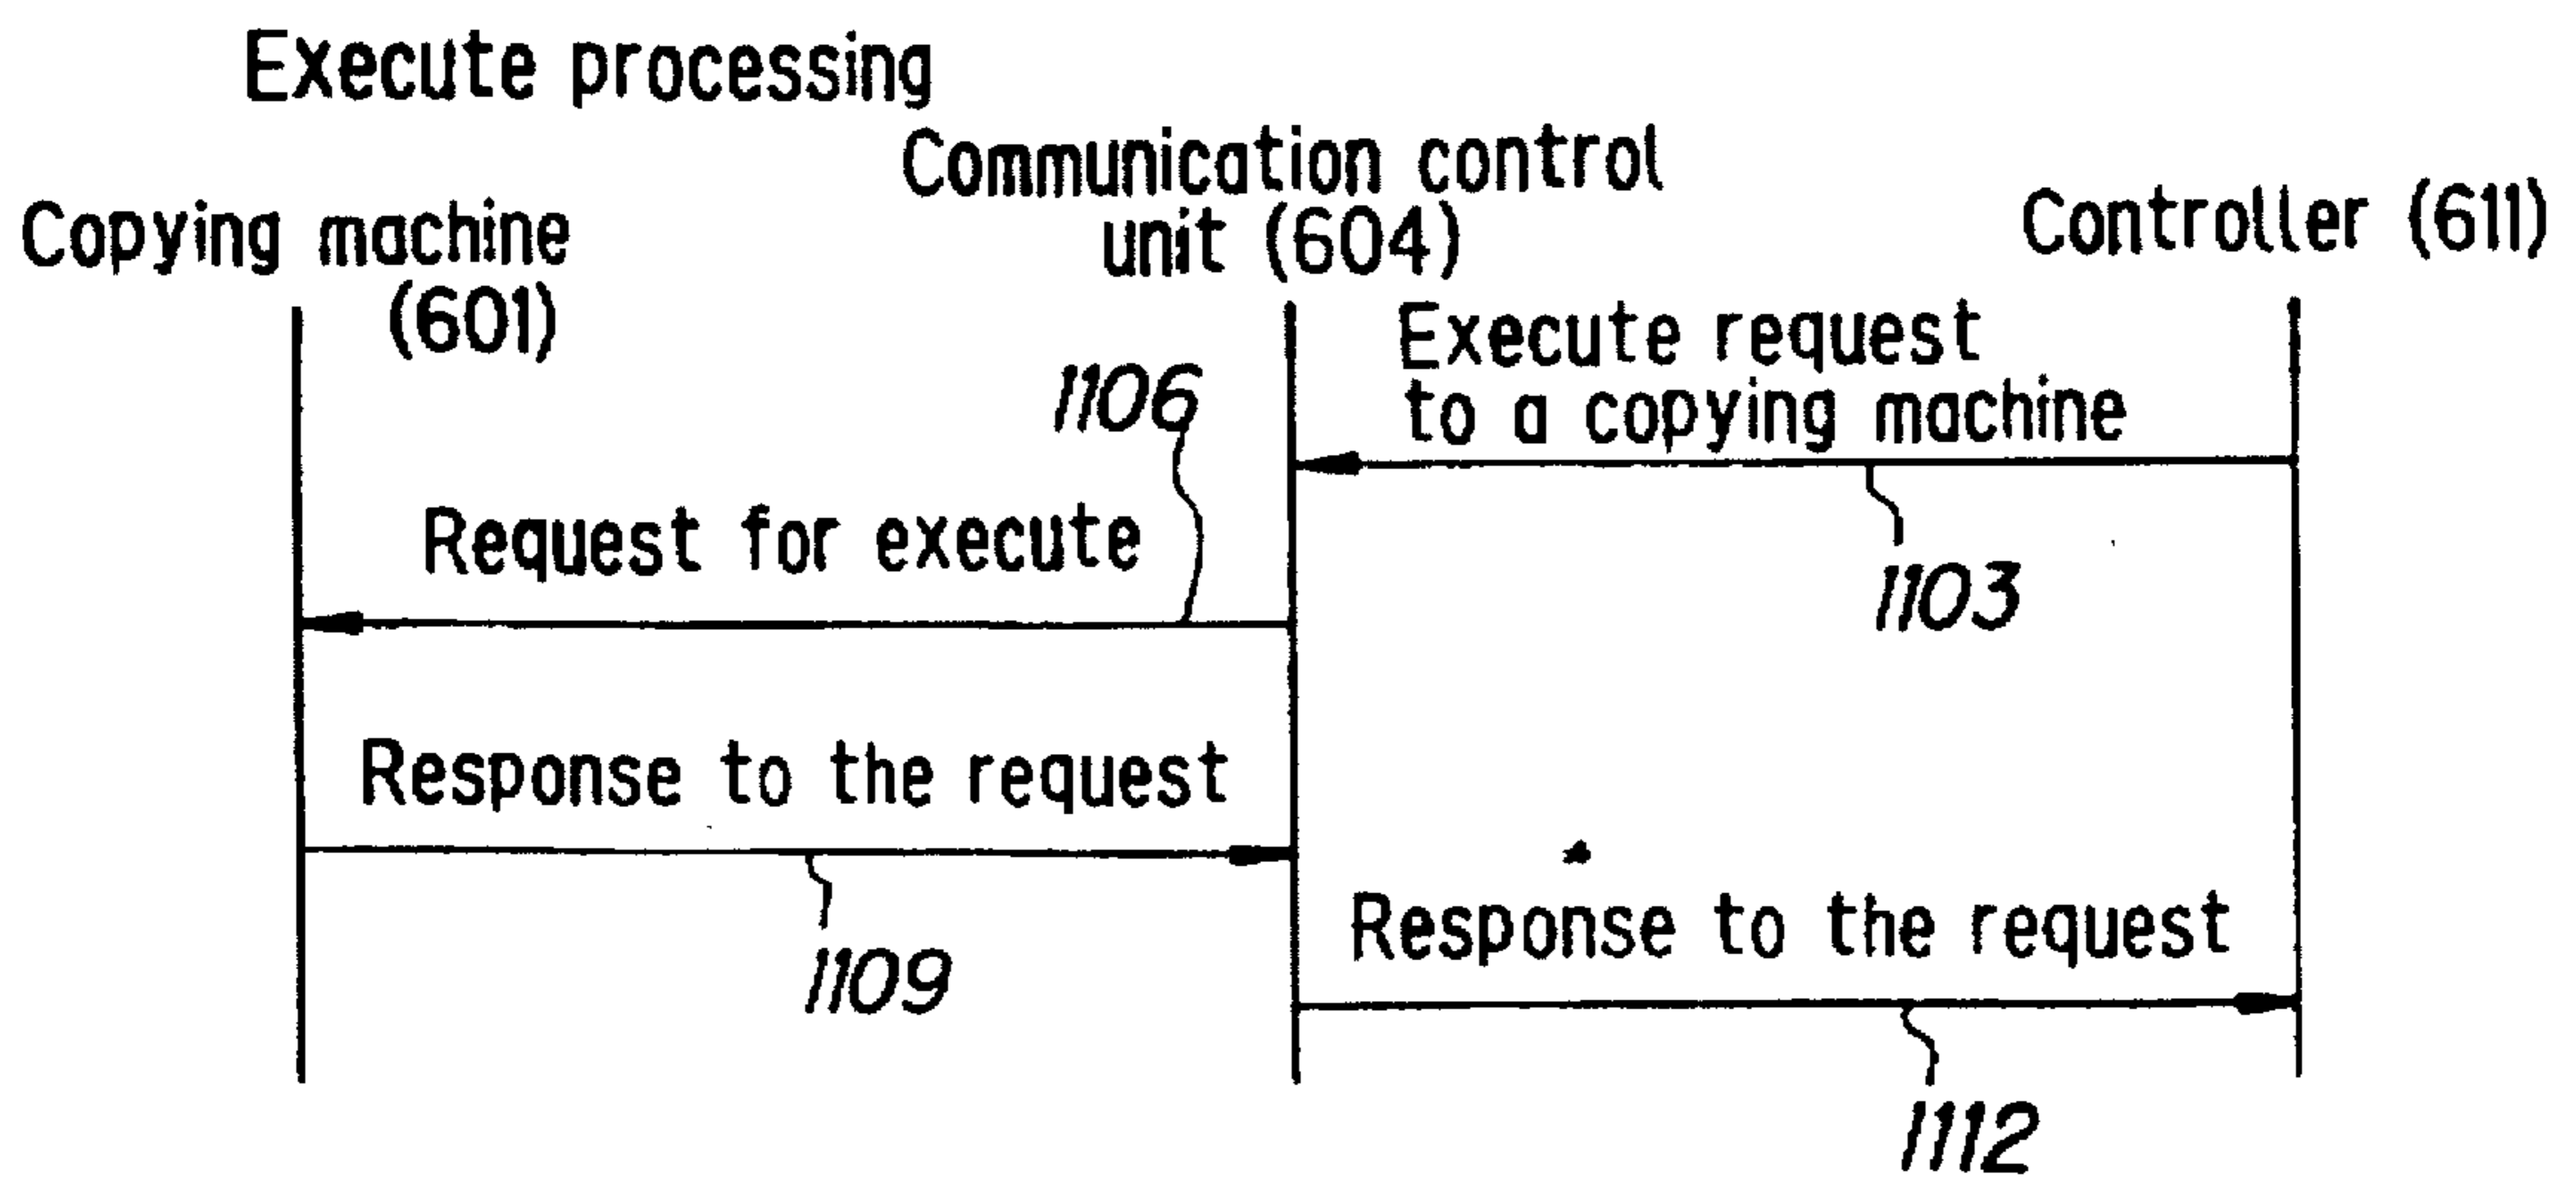 Execute processing
Communication control
unit (604)
Copying machine
(601)
Controller (611)
Execute request
to a copying machine
1106
1103
Request for execute
Response to the request
1109
Response to the request
1112